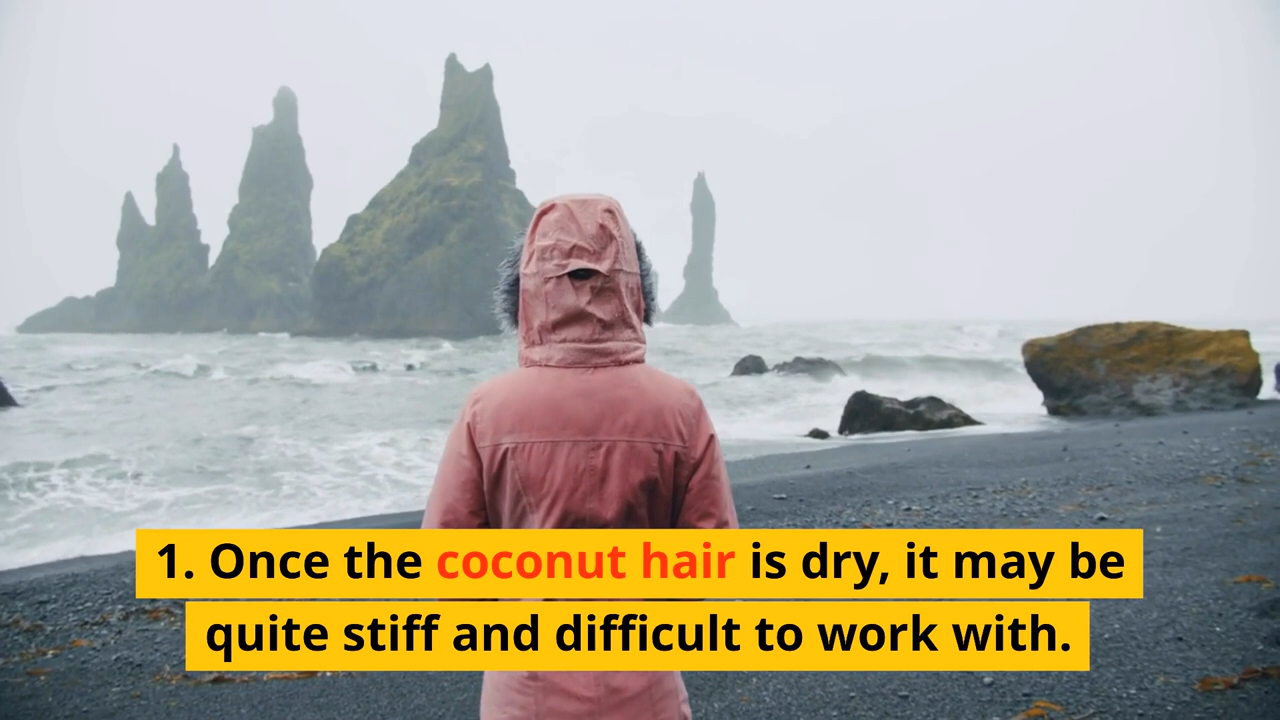 1. Once the coconut hair is dry, it may be
quite stiff and difficult to work with.